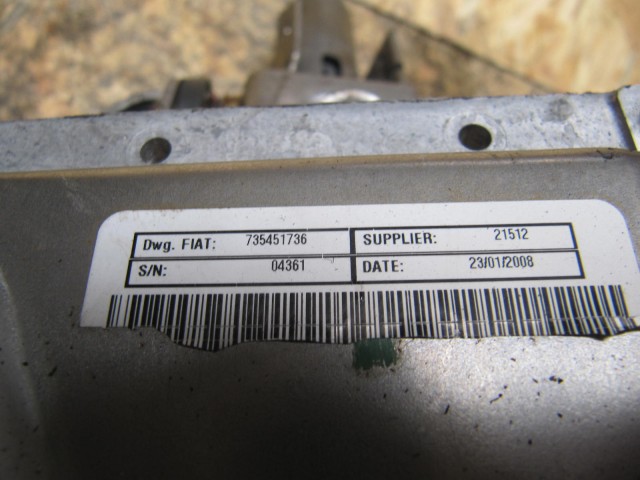 Dwg. FIAT: 735451736 SUPPLIER: 21512
S/N: 04361 DATE: 23/01/2008